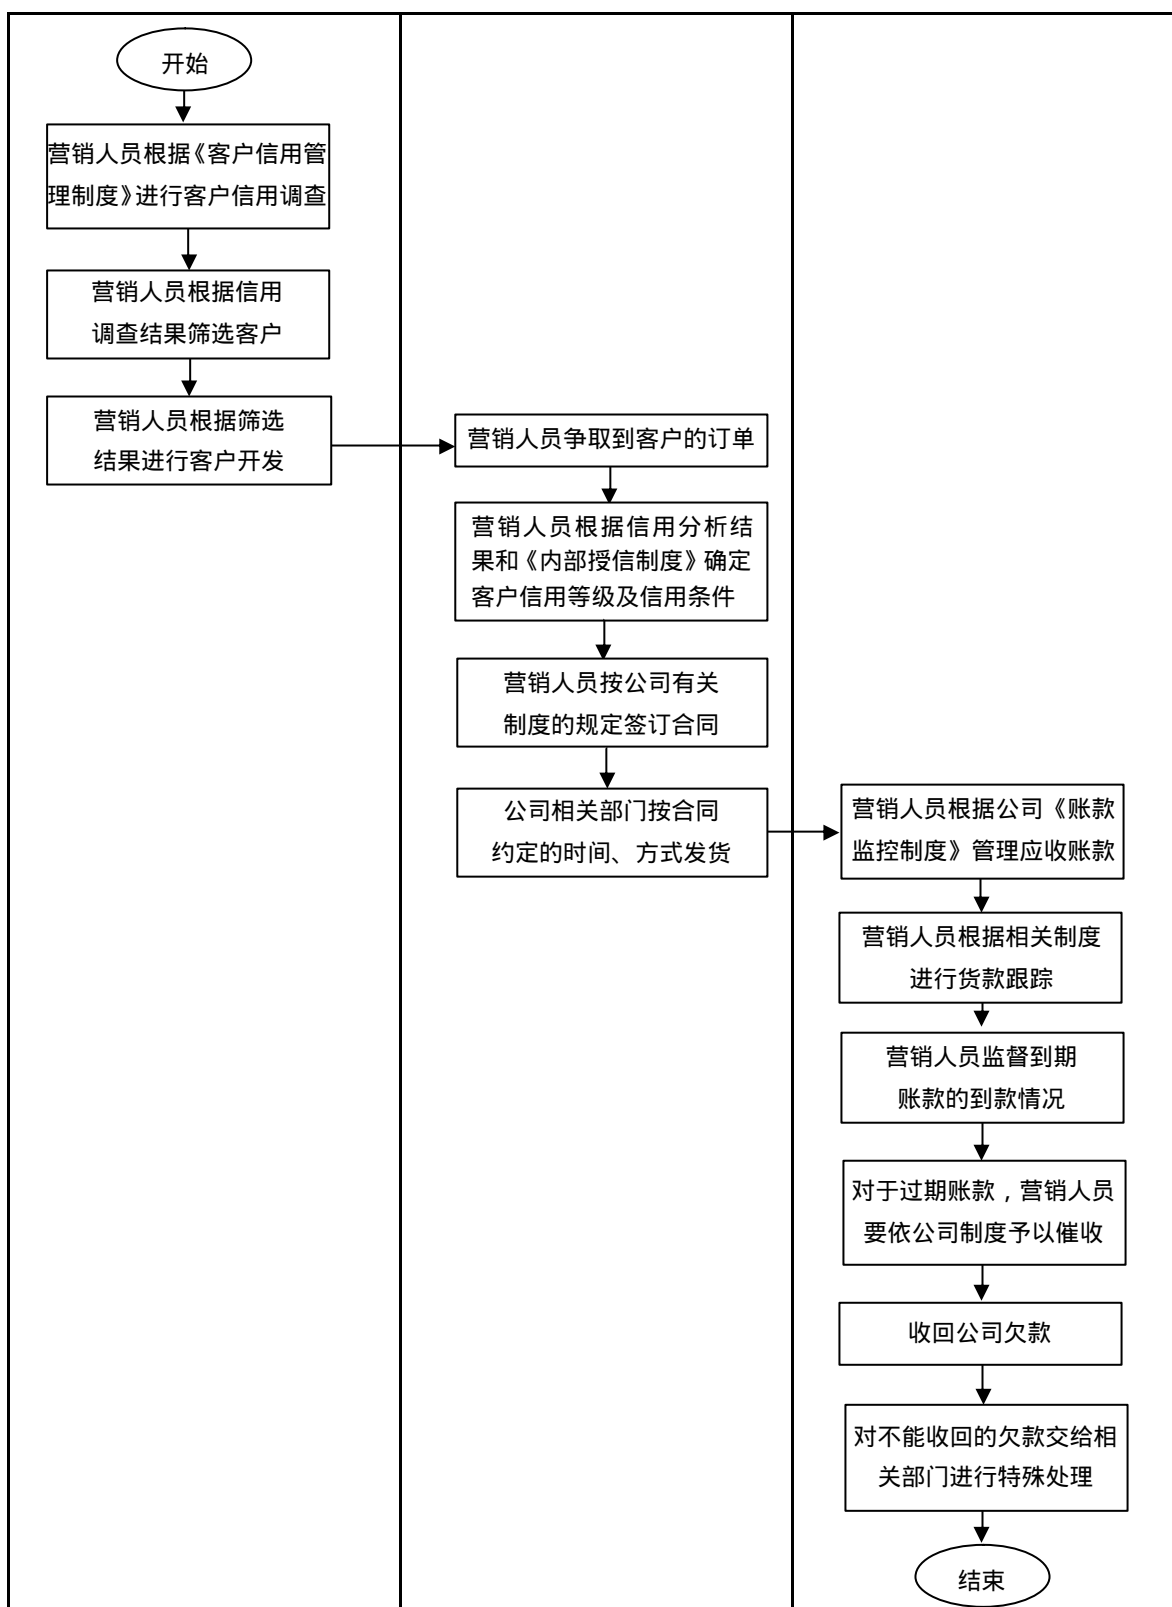 开始
营销人员根据《客户信用管
理制度》进行客户信用调查
营销人员根据信用
调查结果筛选客户
营销人员根据筛选
结果进行客户开发
营销人员争取到客户的订单
营销人员根据信用分析结
果和《内部授信制度》确定
客户信用等级及信用条件
营销人员按公司有关
制度的规定签订合同
公司相关部门按合同
约定的时间、方式发货
营销人员根据公司《账款
监控制度》管理应收账款
营销人员根据相关制度
进行货款跟踪
营销人员监督到期
账款的到款情况
对于过期账款，营销人员
要依公司制度予以催收
收回公司欠款
对不能收回的欠款交给相
关部门进行特殊处理
结束